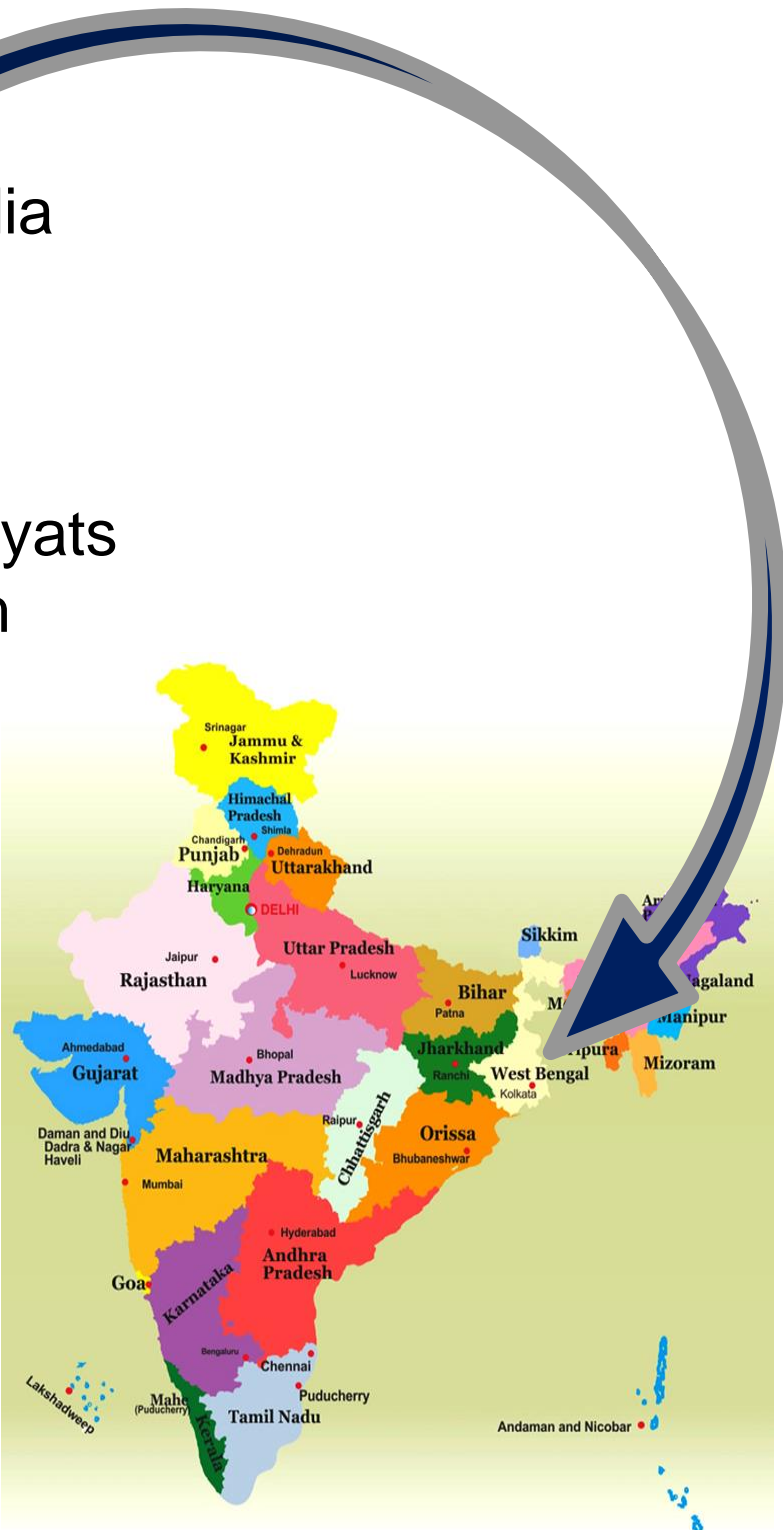 lia
yats
n
Srinagar
Jammu &
Kashmir
Himachal
Pradesh
Shimla
Chandigarh
Punjab
Dehradun
Uttarakhand
Haryana
DELHI
Sikkim
Jaipur
Rajasthan
Uttar Pradesh
Lucknow
Bihar
Patna
agaland
Manipur
Ahmedabad
Gujarat
Bhopal
Madhya Pradesh
Jharkhand
Ranchi
West Bengal
Kolkata
ripura
Mizoram
Raipur
Chhattisgarh
Orissa
Bhubaneshwar
Daman and Diu
Dadra & Nagar
Haveli
Maharashtra
Mumbai
Hyderabad
Andhra
Pradesh
Goa
Karnataka
Bengaluru
Chennai
Puducherry
Lakshadweep
Mahe
(Puducherry)
Kerala
Tamil Nadu
Andaman and Nicobar